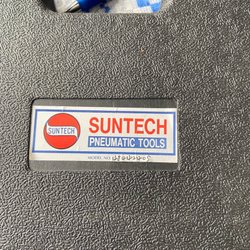 SUNTECH
SUNTECH
PNEUMATIC TOOLS
MODEL NO.